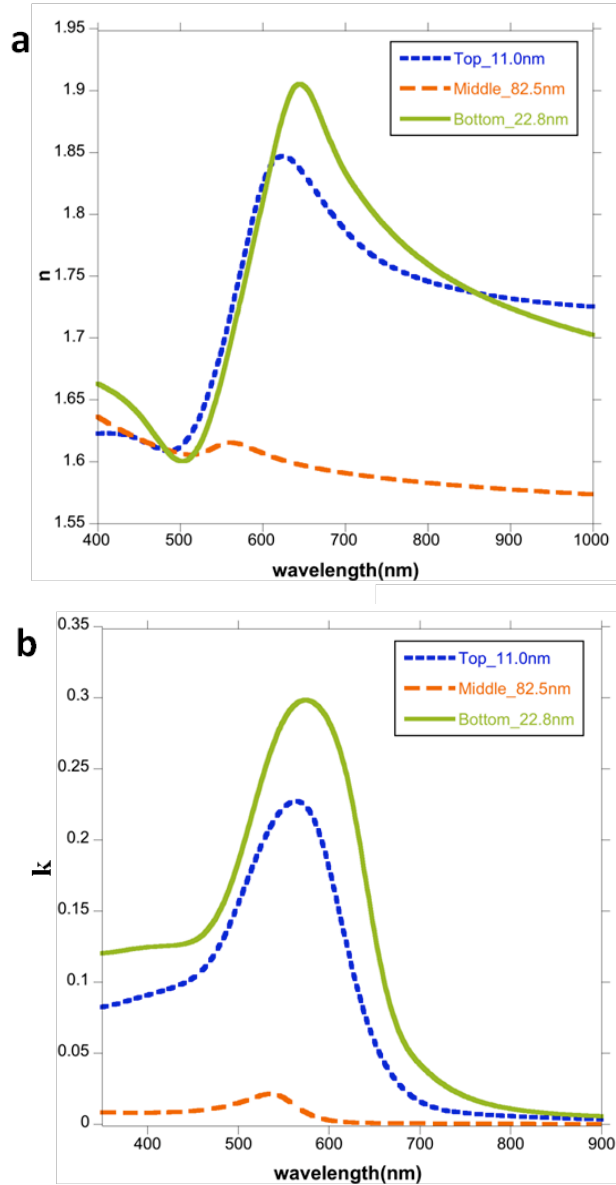 a
1.95
1.9
1.85
1.8
1.75
1.7
1.65
1.6
1.55
n
Top_11.0nm
Middle_82.5nm
Bottom_22.8nm
400 500 600 700 800 900 1000
wavelength(nm)
b
0.35
0.3
0.25
0.2
0.15
0.1
0.05
0
k
Top_11.0nm
Middle_82.5nm
Bottom_22.8nm
400 500 600 700 800 900
wavelength(nm)